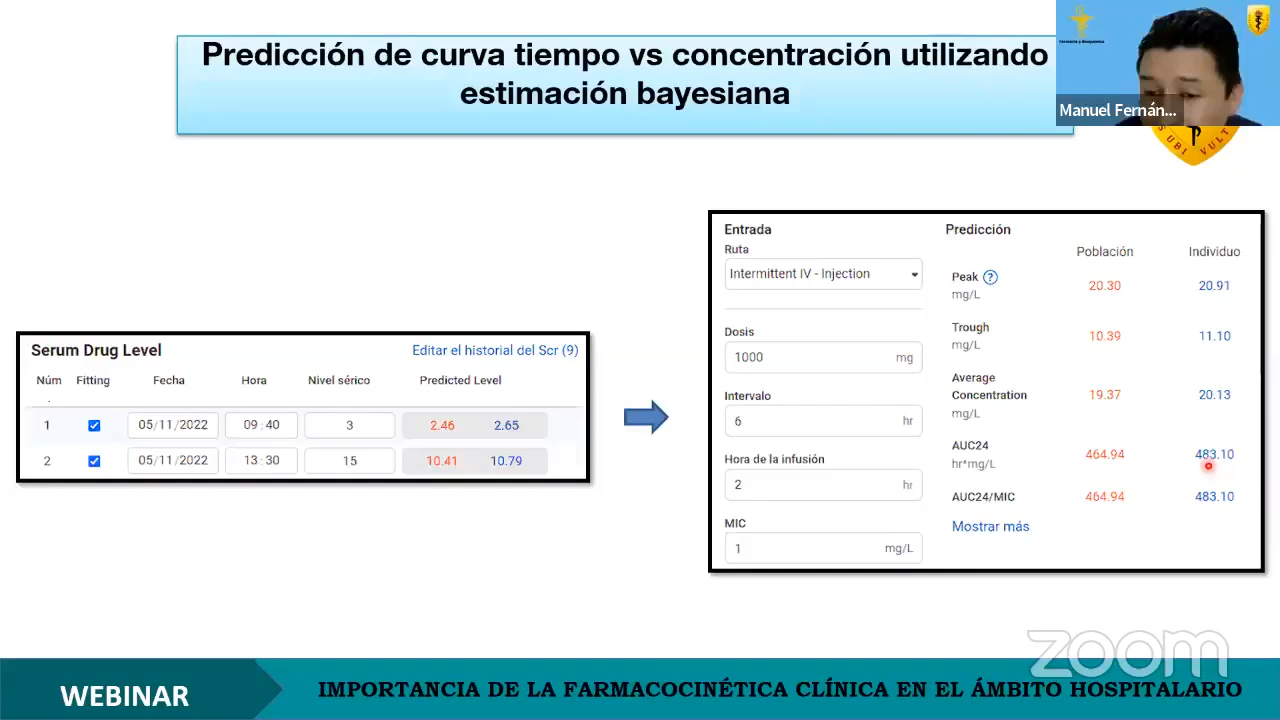 Predicción de curva tiempo vs concentración utilizando
estimación bayesiana
Manuel Fernán...
SUBI VULT
Serum Drug Level
Editar el historial del Scr (9)
Núm. Fitting Fecha Hora Nivel sérico Predicted Level
1 05/11/2022 09:40 3 2.46 2.65
2 05/11/2022 13:30 15 10.41 10.79
Entrada
Ruta
Intermittent IV - Injection
Dosis
1000 mg
Intervalo
6 hr
Hora de la infusión
2 hr
MIC
1 mg/L
Predicción
Población Individuo
Peak ?
mg/L
20.30 20.91
Trough
mg/L
10.39 11.10
Average
Concentration
mg/L
19.37 20.13
AUC24
hr*mg/L
464.94 483.10
AUC24/MIC 464.94 483.10
Mostrar más
zoom
WEBINAR
IMPORTANCIA DE LA FARMACOCINÉTICA CLÍNICA EN EL ÁMBITO HOSPITALARIO